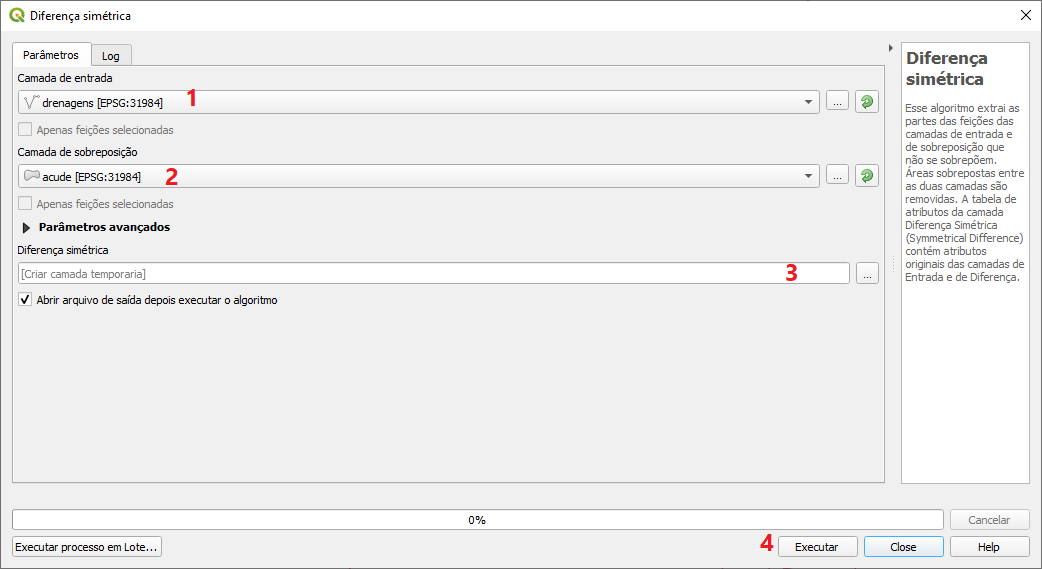 Diferença simétrica
Parâmetros
Log
Camada de entrada
drenagens [EPSG:31984]
1
...
Apenas feições selecionadas
Camada de sobreposição
acude [EPSG:31984]
2
...
Apenas feições selecionadas
Parâmetros avançados
Diferença simétrica
[Criar camada temporaria]
3
...
Abrir arquivo de saída depois executar o algoritmo
Diferença
simétrica
Esse algoritmo extrai as
partes das feições das
camadas de entrada e
de sobreposição que
não se sobrepõem.
Áreas sobrepostas entre
as duas camadas são
removidas. A tabela de
atributos da camada
Diferença Simétrica
(Symmetrical Difference)
contém atributos
originais das camadas de
Entrada e de Diferença.
0%
Cancelar
Executar processo em Lote...
4
Executar
Close
Help